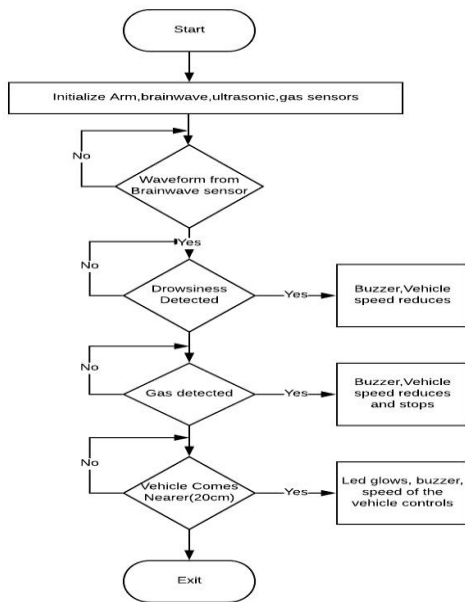 Start
Initialize Arm,brainwave,ultrasonic,gas sensors
No
Waveform from
Brainwave sensor
Yes
No
Drowsiness
Detected
Yes
Buzzer,Vehicle
speed reduces
No
Gas detected
Yes
Buzzer,Vehicle
speed reduces
and stops
No
Vehicle Comes
Nearer(20cm)
Yes
Led glows, buzzer,
speed of the
vehicle controls
Exit